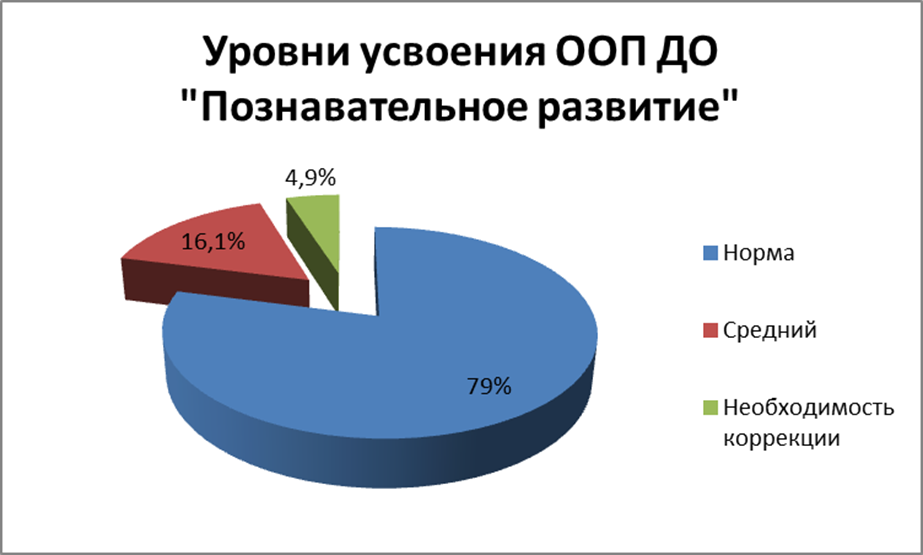 Уровни усвоения ООП ДО
"Познавательное развитие"
4,9%
16,1%
79%
Норма
Средний
Необходимость
коррекции